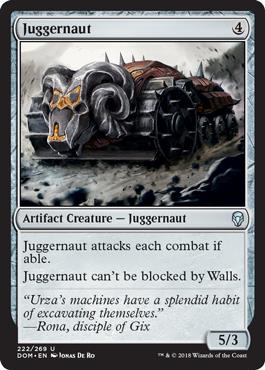 Juggernaut 4
Artifact Creature — Juggernaut
Juggernaut attacks each combat if
able.
Juggernaut can't be blocked by Walls.
"Urza's machines have a splendid habit
of excavating themselves."
—Rona, disciple of Gix
5/3
222/269 U
DOM • EN Jonas De Ro
™ & © 2018 Wizards of the Coast